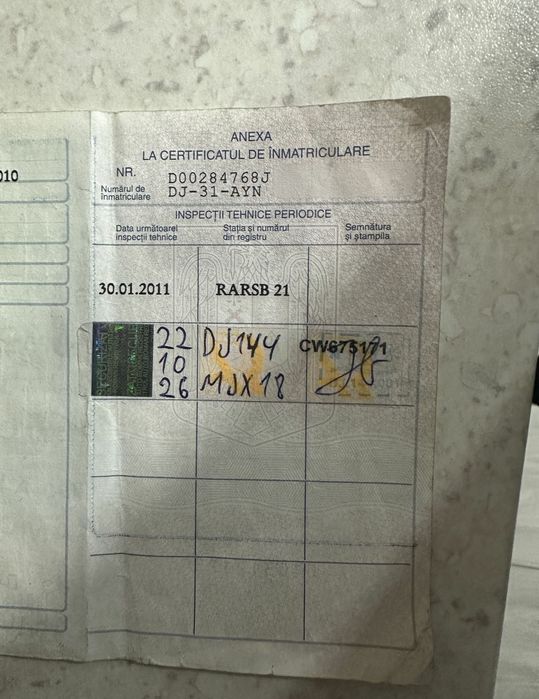 010
ANEXA
LA CERTIFICATUL DE ÎNMATRICULARE
NR. D00284768J
Numărul de înmatriculare DJ-31-AYN
INSPECȚII TEHNICE PERIODICE
Data următoarei inspecții tehnice
Stația și numărul din registru
Semnătura și ștampila
30.01.2011 RARSB 21
22 DJ144 CW675171
10
26 MJX18